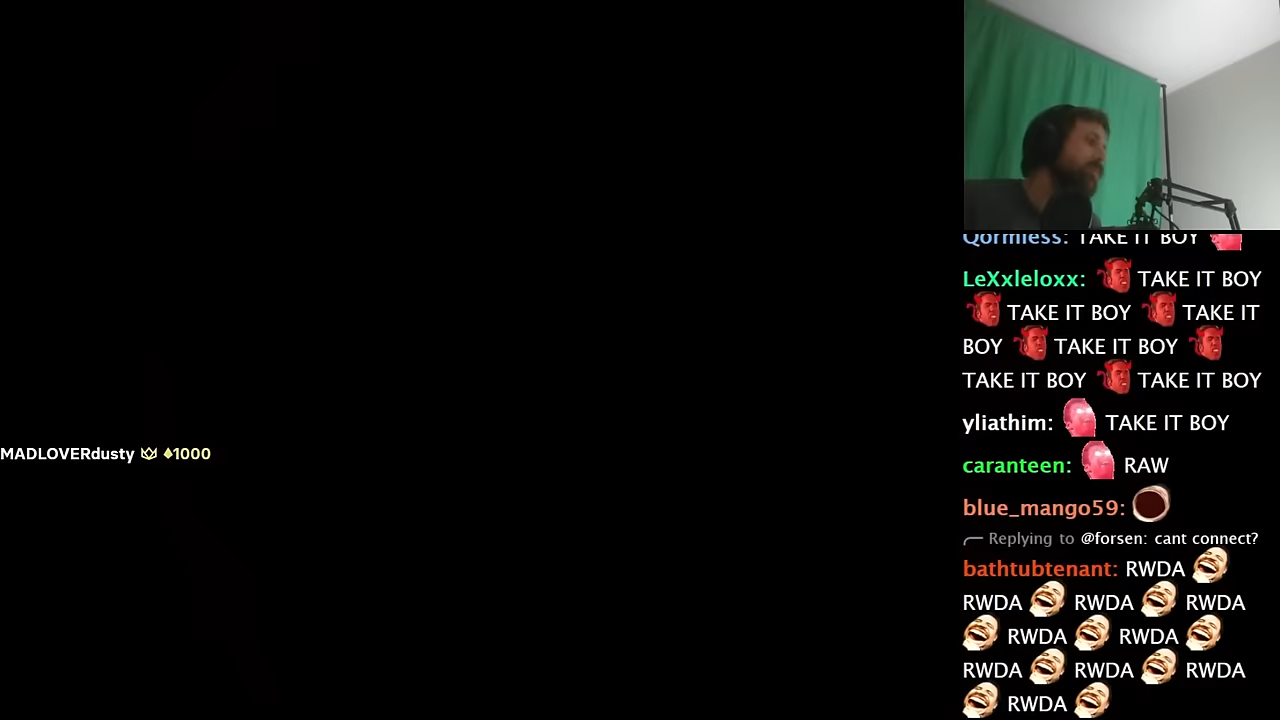 Qormless: TAKE IT BOY
LeXxleloxx: TAKE IT BOY
TAKE IT BOY TAKE IT
BOY TAKE IT BOY
TAKE IT BOY TAKE IT BOY
yliathim: TAKE IT BOY
caranteen: RAW
blue_mango59:
Replying to @forsen: cant connect?
bathtubtenant: RWDA
RWDA RWDA RWDA
RWDA RWDA
RWDA RWDA RWDA
RWDA
MADLOVERdusty 1000